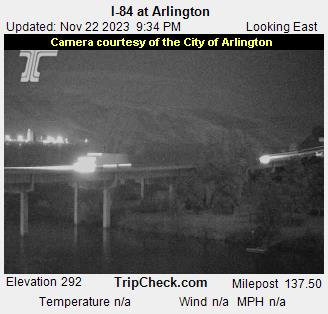 I-84 at Arlington
Updated: Nov 22 2023 9:34 PM Looking East
Camera courtesy of the City of Arlington
Elevation 292 TripCheck.com Milepost 137.50
Temperature n/a Wind n/a MPH n/a